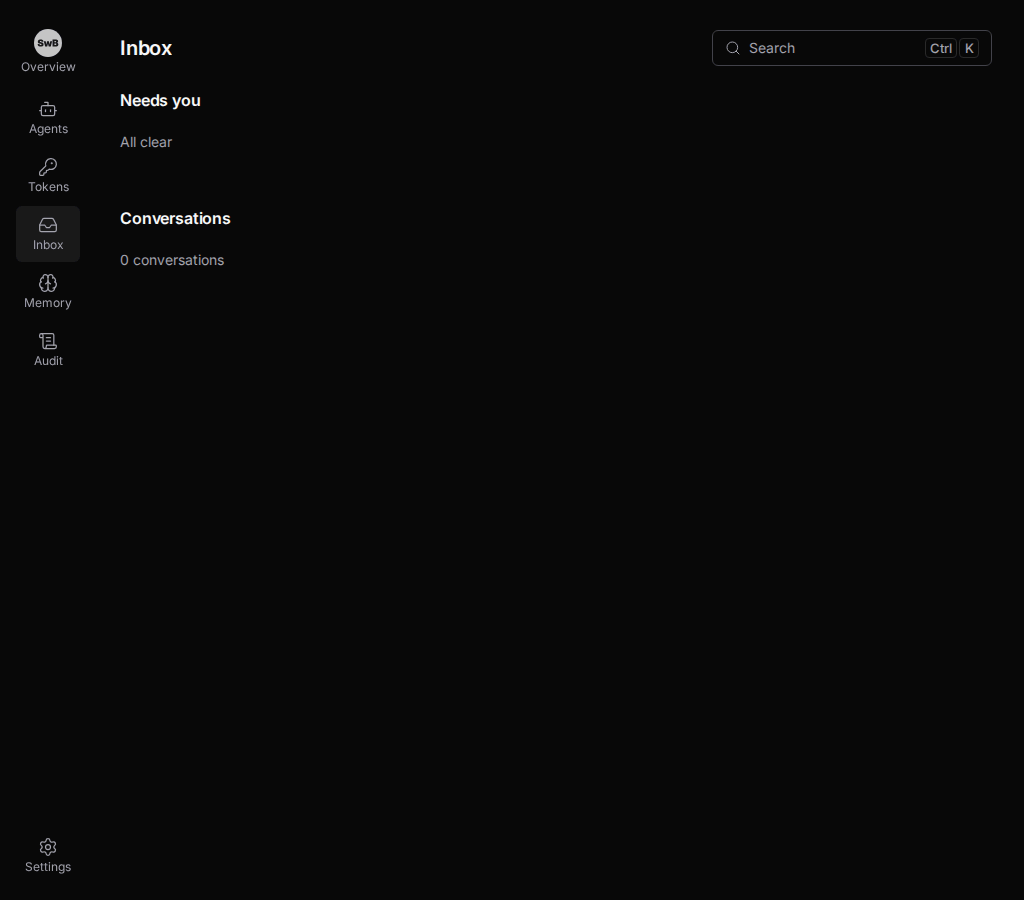 SwB
Overview
Agents
Tokens
Inbox
Memory
Audit
Settings
Inbox
Search
Ctrl K
Needs you
All clear
Conversations
0 conversations